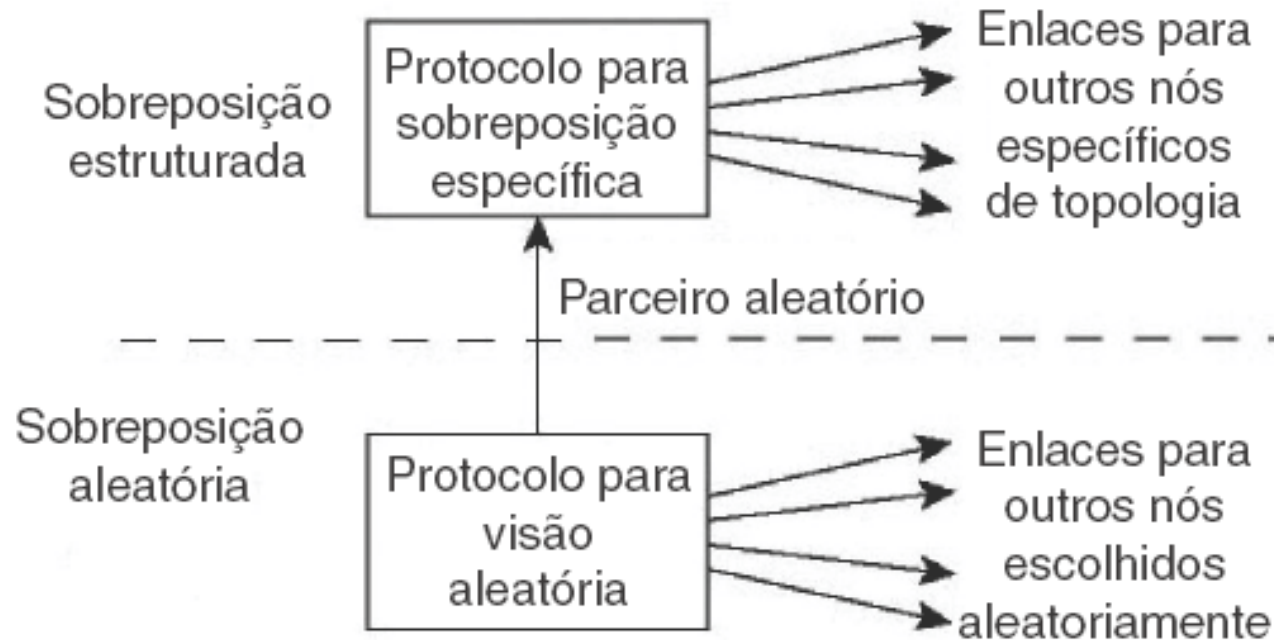 Sobreposição
estruturada
Protocolo para
sobreposição
específica
Enlaces para
outros nós
específicos
de topologia
Parceiro aleatório
Sobreposição
aleatória
Protocolo para
visão
aleatória
Enlaces para
outros nós
escolhidos
aleatoriamente